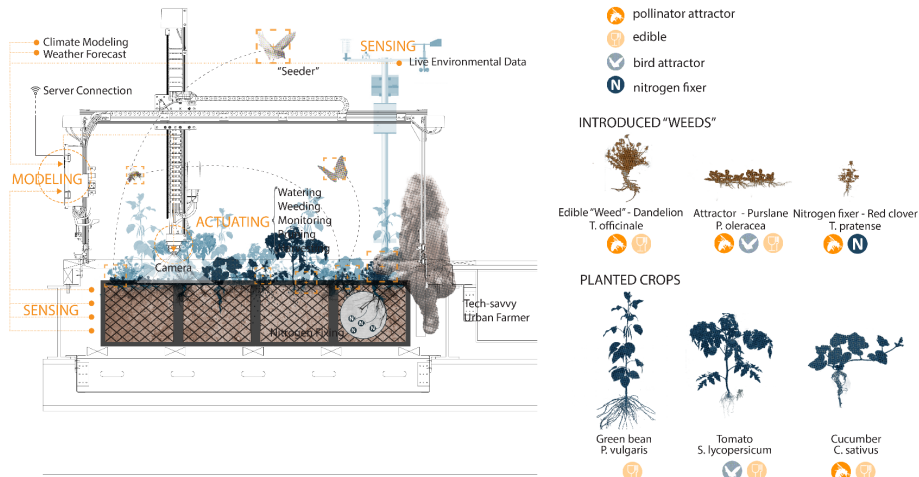 Climate Modeling
Weather Forecast
Server Connection
MODELING
SENSING
"Seeder"
SENSING
Live Environmental Data
ACTUATING
Watering
Weeding
Monitoring
Camera
Nitrogen Fixing
N
N
N
N
Tech-savvy
Urban Farmer
pollinator attractor
edible
bird attractor
N nitrogen fixer
INTRODUCED "WEEDS"
Edible "Weed" - Dandelion
T. officinale
Attractor - Purslane
P. oleracea
Nitrogen fixer - Red clover
T. pratense
N
PLANTED CROPS
Green bean
P. vulgaris
Tomato
S. lycopersicum
Cucumber
C. sativus